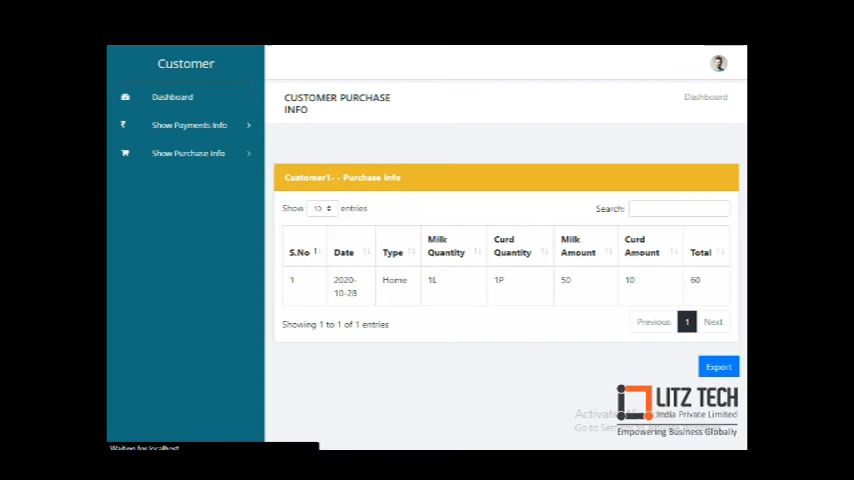 Customer
Dashboard
₹ Show Payments Info
Show Purchase Info
CUSTOMER PURCHASE
INFO
Dashboard
Customer1- - Purchase Info
Show 10 entries
Search:
S.No Date Type Milk Quantity Curd Quantity Milk Amount Curd Amount Total
1 2020-10-28 Home 1L 1P 50 10 60
Showing 1 to 1 of 1 entries
Previous 1 Next
Export
LITZ TECH
India Private Limited
Empowering Business Globally
Activate
Go to
Waiting for localhost